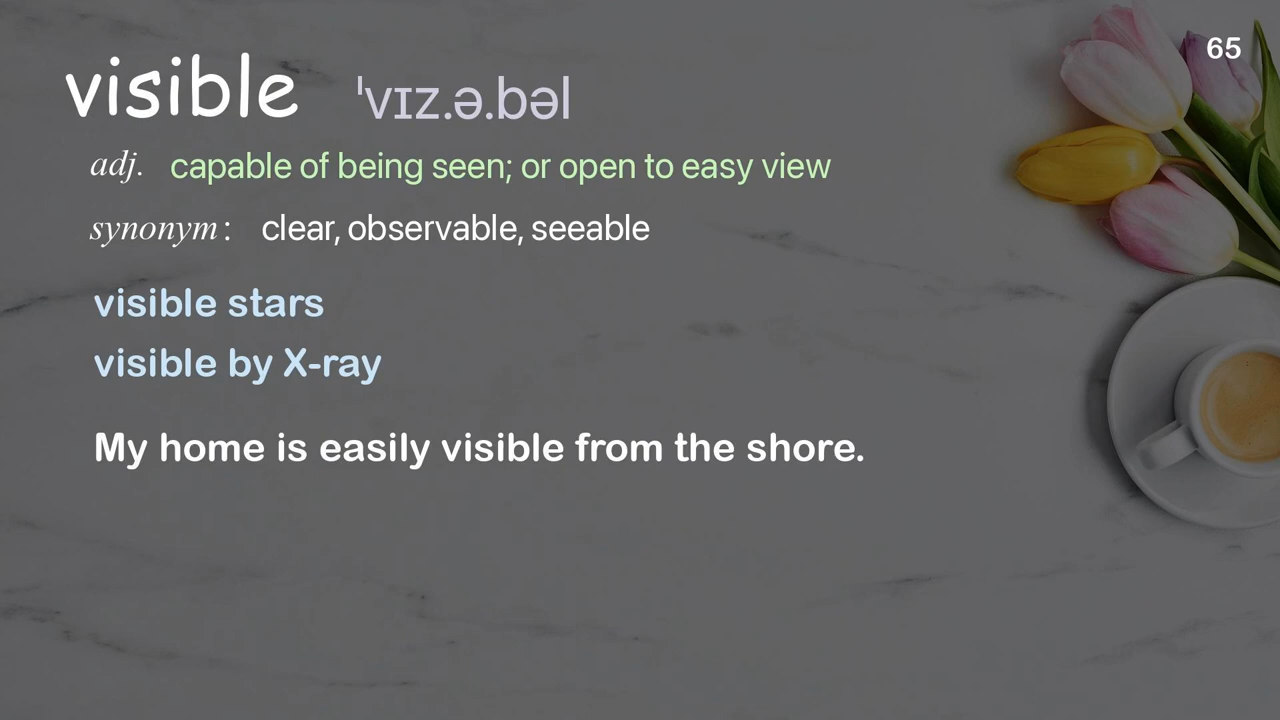 65
visible ˈvɪz.ə.bəl
adj. capable of being seen; or open to easy view
synonym: clear, observable, seeable
visible stars
visible by X-ray
My home is easily visible from the shore.